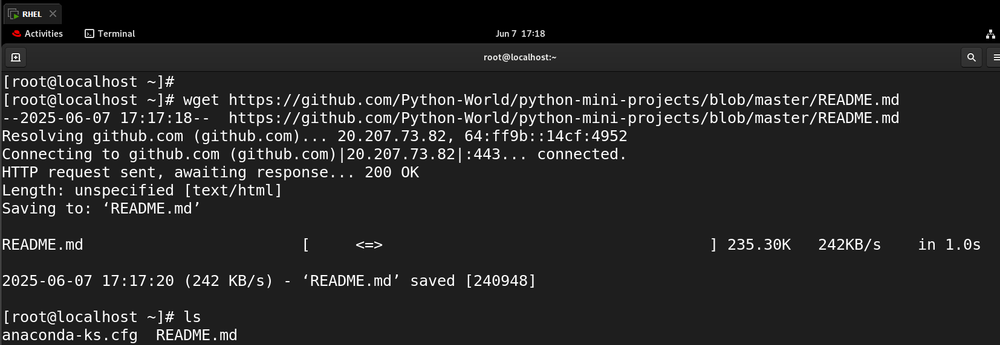 RHEL
Activities Terminal Jun 7 17:18
root@localhost:~
[root@localhost ~]#
[root@localhost ~]# wget https://github.com/Python-World/python-mini-projects/blob/master/README.md
--2025-06-07 17:17:18--  https://github.com/Python-World/python-mini-projects/blob/master/README.md
Resolving github.com (github.com)... 20.207.73.82, 64:ff9b::14cf:4952
Connecting to github.com (github.com)|20.207.73.82|:443... connected.
HTTP request sent, awaiting response... 200 OK
Length: unspecified [text/html]
Saving to: ‘README.md’
README.md                        [     <=>                                    ] 235.30K   242KB/s    in 1.0s
2025-06-07 17:17:20 (242 KB/s) - ‘README.md’ saved [240948]
[root@localhost ~]# ls
anaconda-ks.cfg  README.md